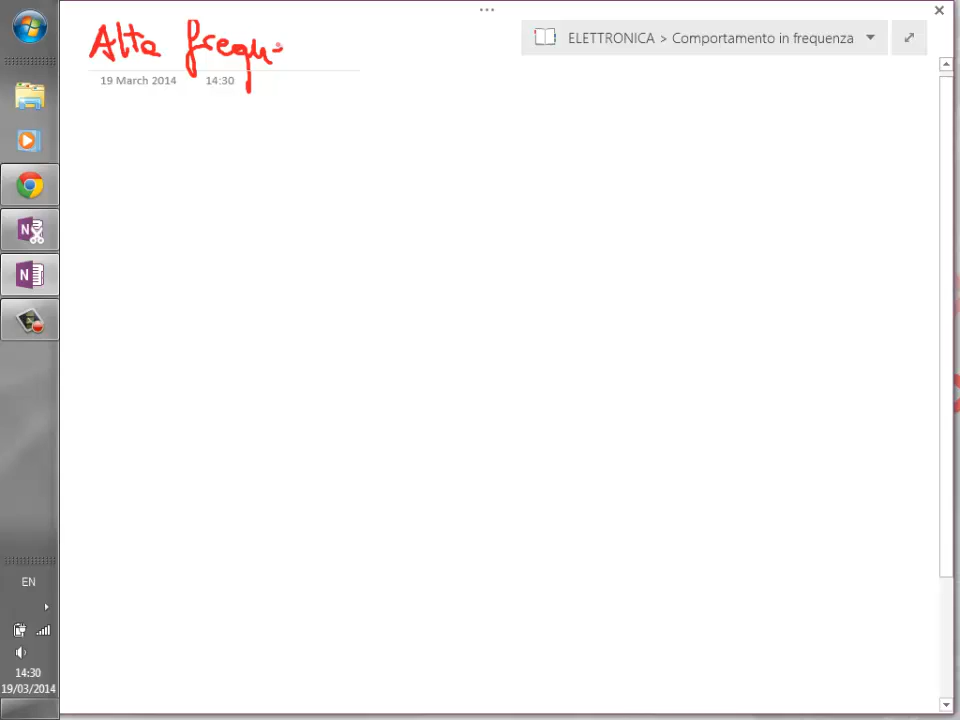 Alta frequ
ELETTRONICA > Comportamento in frequenza
19 March 2014 14:30
EN
14:30
19/03/2014